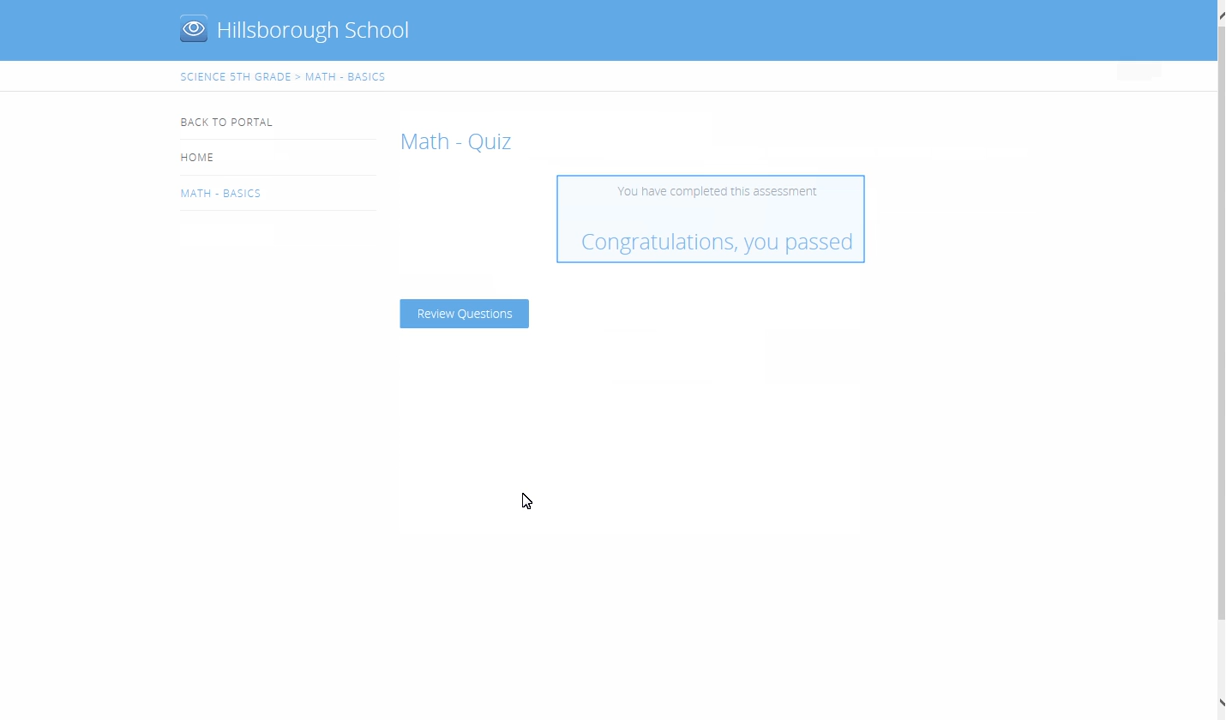 Hillsborough School
SCIENCE 5TH GRADE > MATH - BASICS
BACK TO PORTAL
HOME
MATH - BASICS
Math - Quiz
You have completed this assessment
Congratulations, you passed
Review Questions